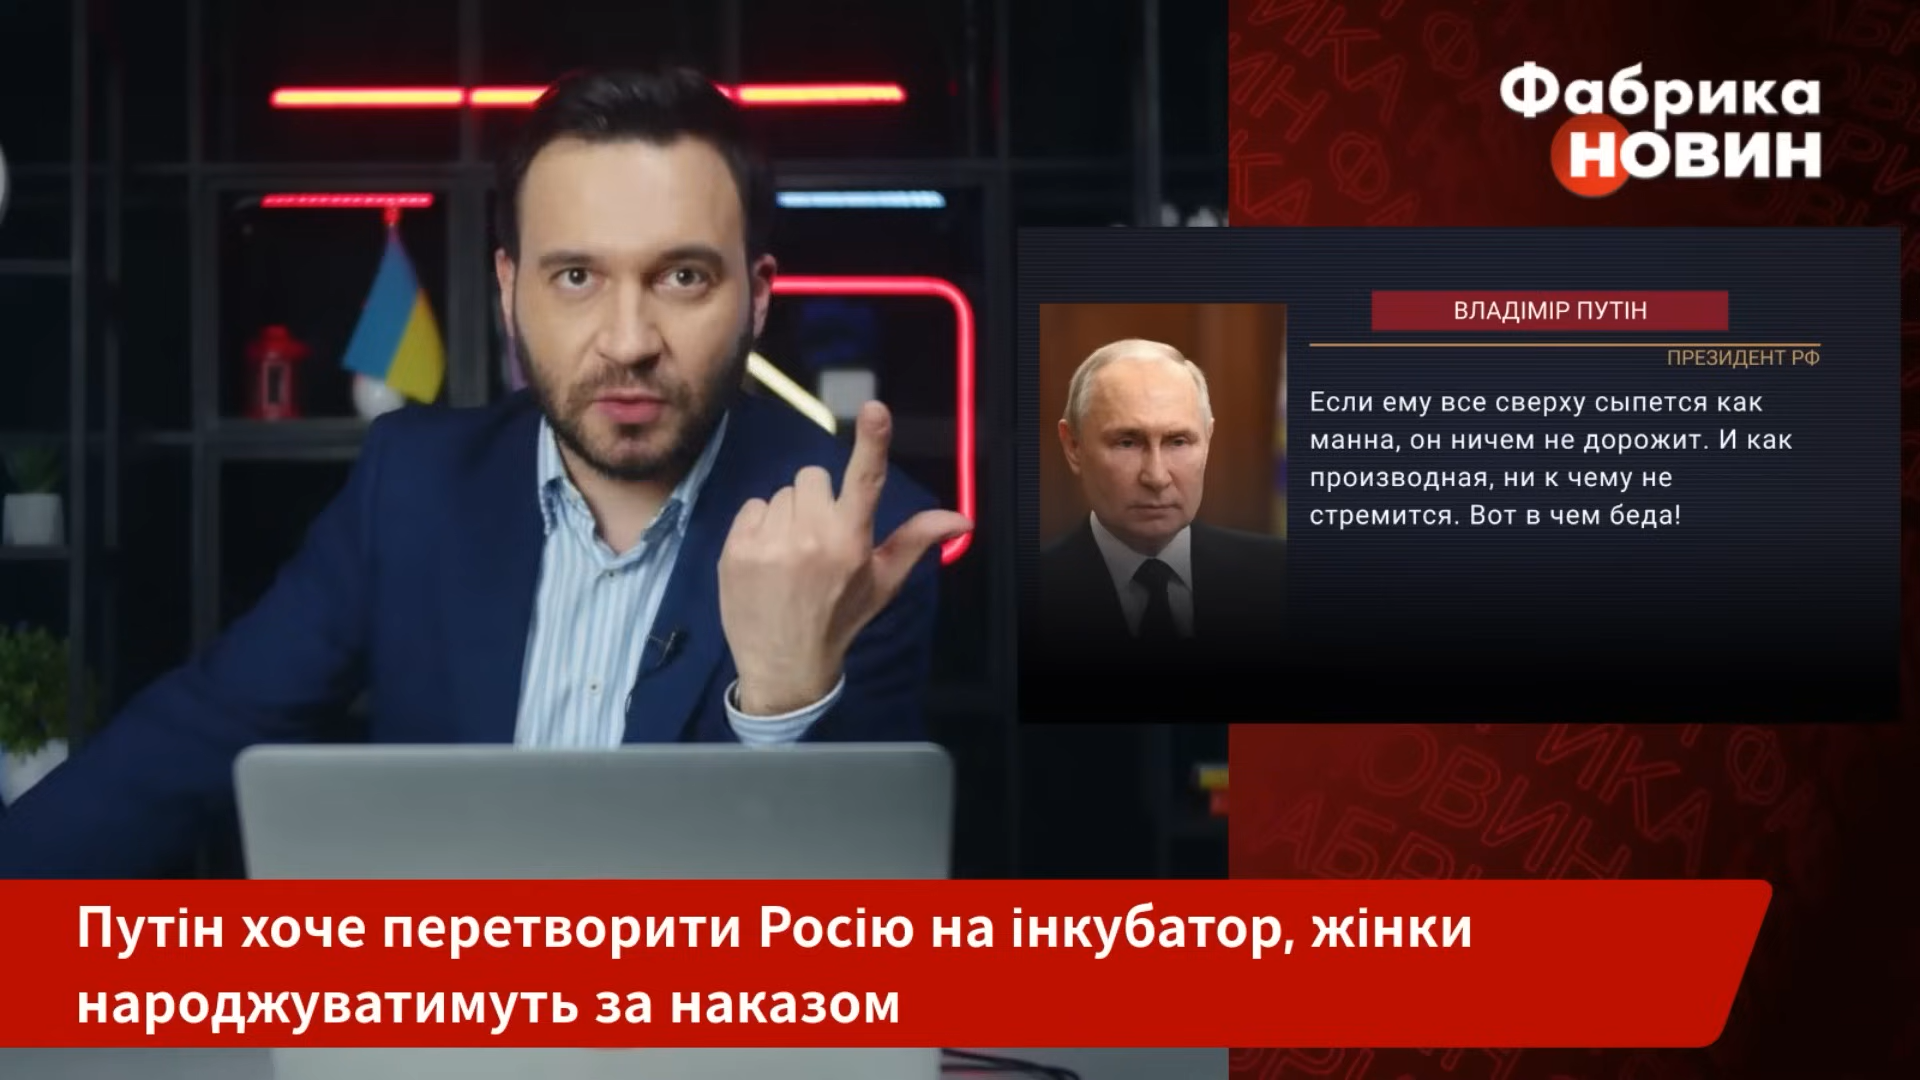 Фабрика
НОВИН
ВЛАДІМІР ПУТІН
ПРЕЗИДЕНТ РФ
Если ему все сверху сыпется как
манна, он ничем не дорожит. И как
производная, ни к чему не
стремится. Вот в чем беда!
Путін хоче перетворити Росію на інкубатор, жінки
народжуватимуть за наказом